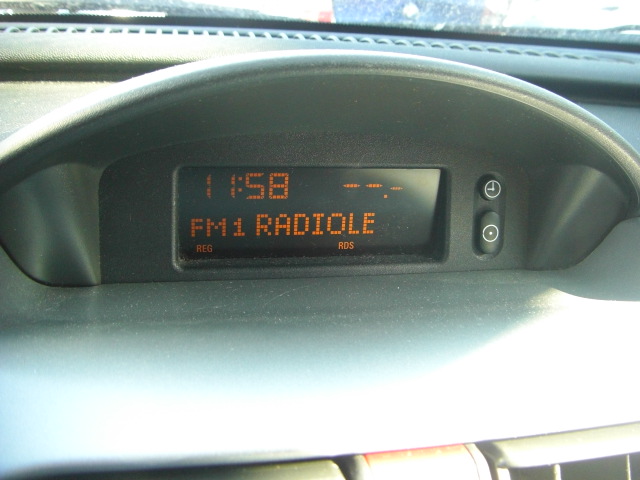 11:58 --.-
FM1 RADIOLE
REG RDS